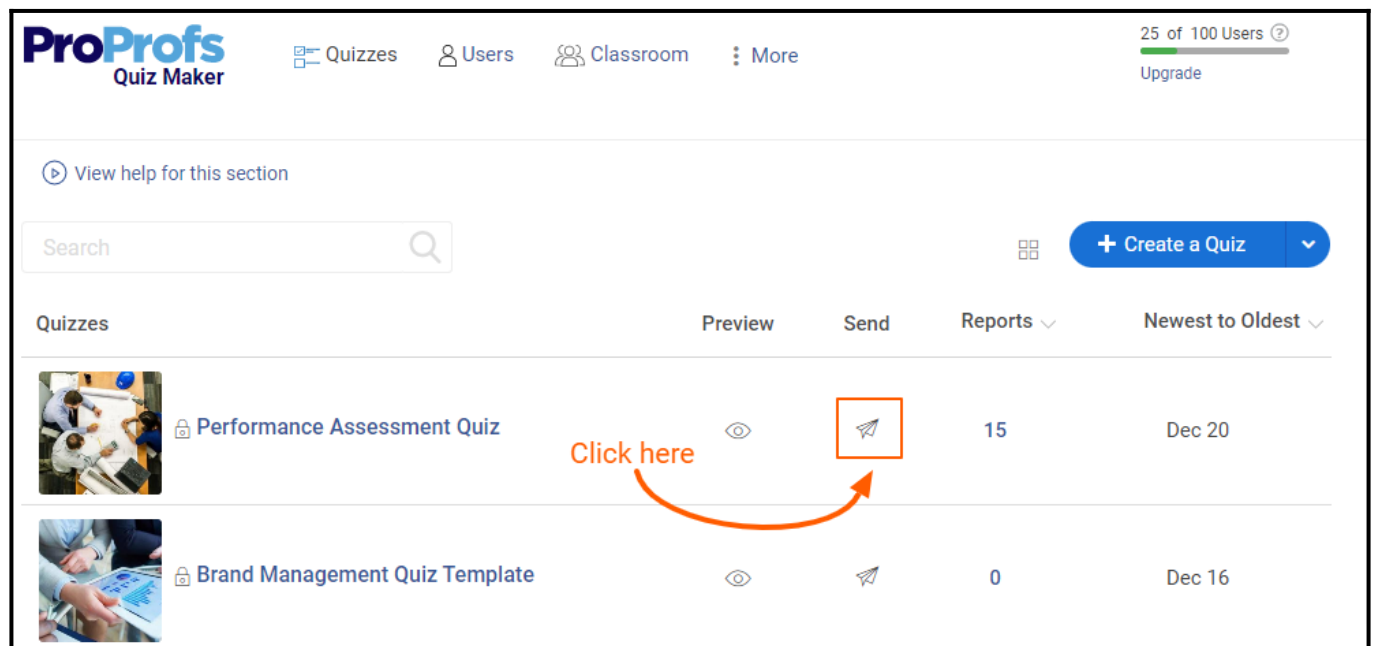 ProProfs
Quiz Maker
Quizzes Users Classroom More
25 of 100 Users ?
Upgrade
View help for this section
Search
+ Create a Quiz
Quizzes Preview Send Reports Newest to Oldest
Performance Assessment Quiz 15 Dec 20
Click here
Brand Management Quiz Template 0 Dec 16